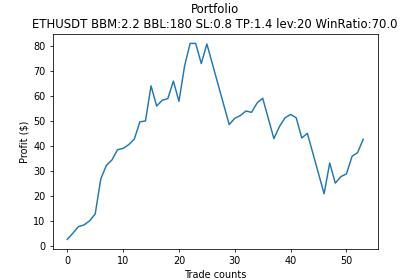 Portfolio
ETHUSDT BBM:2.2 BBL:180 SL:0.8 TP:1.4 lev:20 WinRatio:70.0
80
70
60
50
40
30
20
10
0
Profit ($)
0 10 20 30 40 50
Trade counts